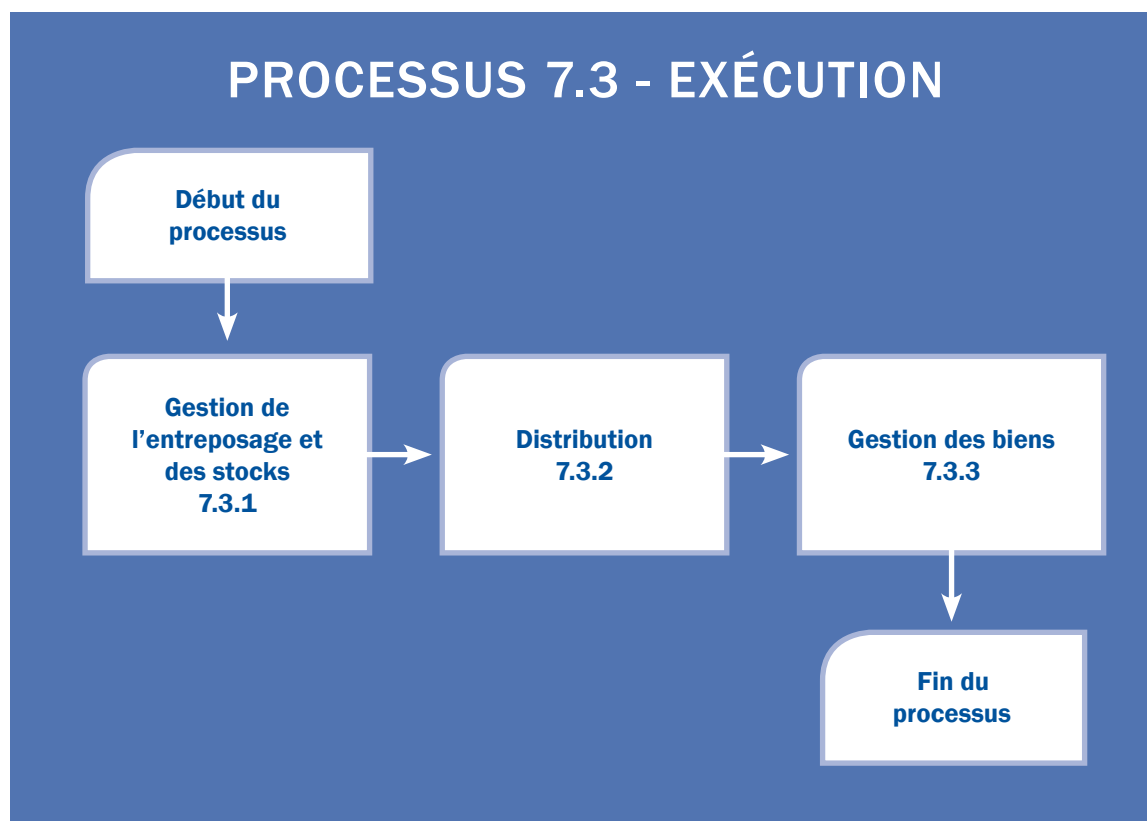 PROCESSUS 7.3 - EXÉCUTION
Début du
processus
Gestion de
l’entreposage et
des stocks
7.3.1
Distribution
7.3.2
Gestion des biens
7.3.3
Fin du
processus